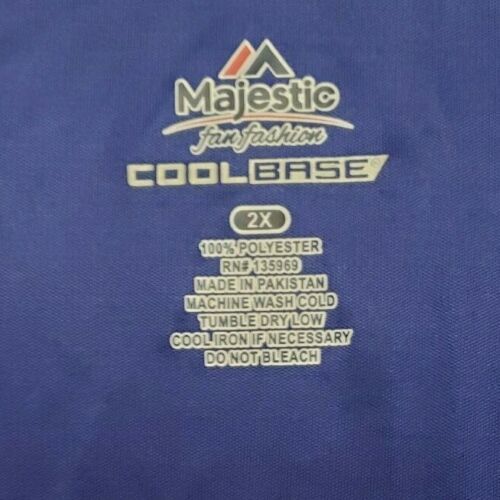 Majestic
fan fashion
COOLBASE®
2X
100% POLYESTER
RN# 135969
MADE IN PAKISTAN
MACHINE WASH COLD
TUMBLE DRY LOW
COOL IRON IF NECESSARY
DO NOT BLEACH